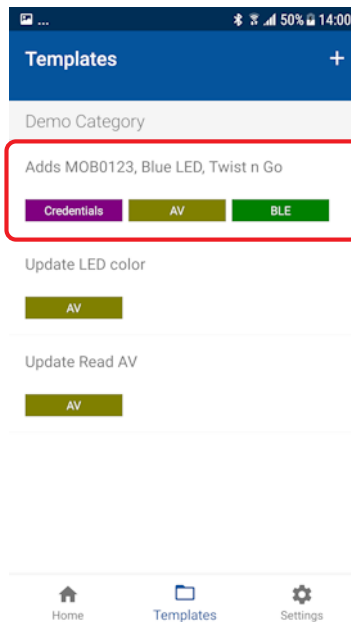 ... 50% 14:00
Templates +
Demo Category
Adds MOB0123, Blue LED, Twist n Go
Credentials AV BLE
Update LED color
AV
Update Read AV
AV
Home Templates Settings